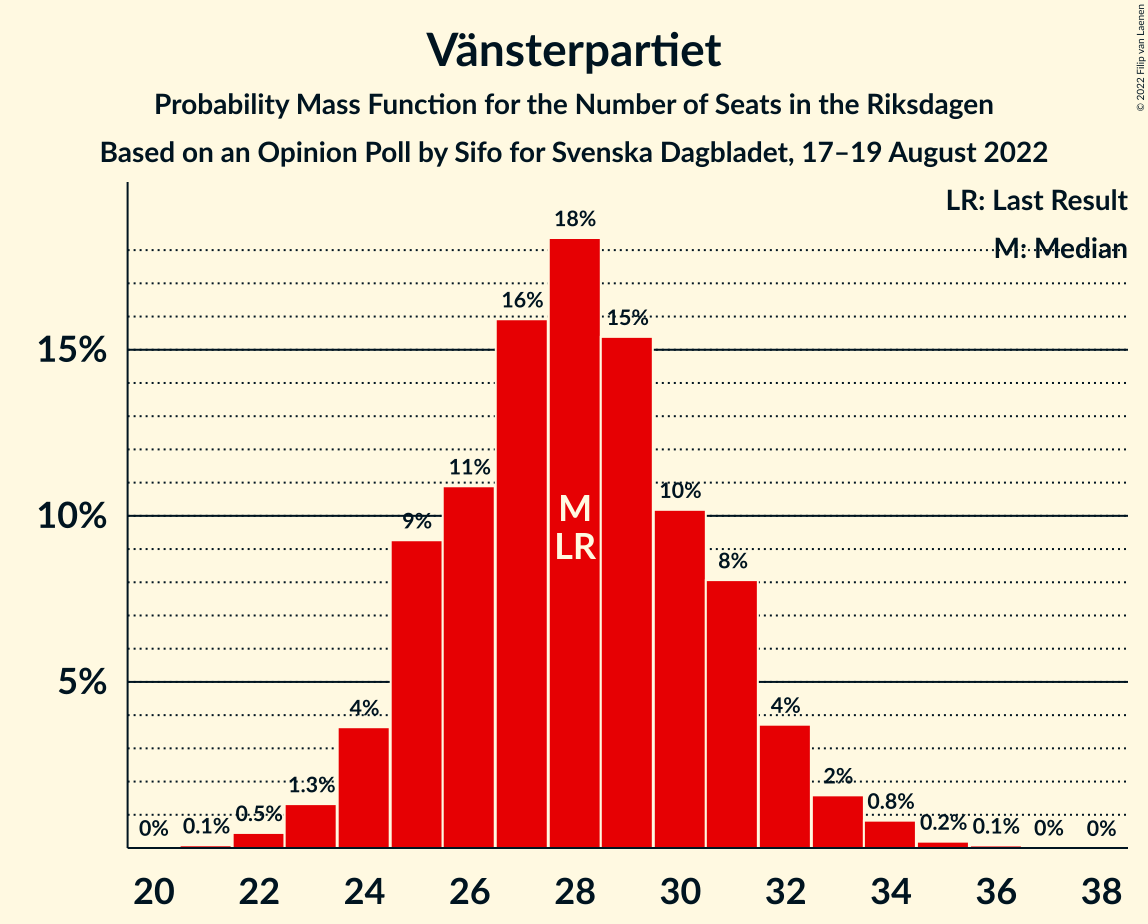 Vänsterpartiet
Probability Mass Function for the Number of Seats in the Riksdagen
Based on an Opinion Poll by Sifo for Svenska Dagbladet, 17–19 August 2022
© 2022 Filip van Laenen
LR: Last Result
M: Median
15%
10%
5%
0%
0.1%
0.5%
1.3%
4%
9%
11%
16%
18%
15%
10%
8%
4%
2%
0.8%
0.2%
0.1%
0%
0%
M
LR
20 22 24 26 28 30 32 34 36 38